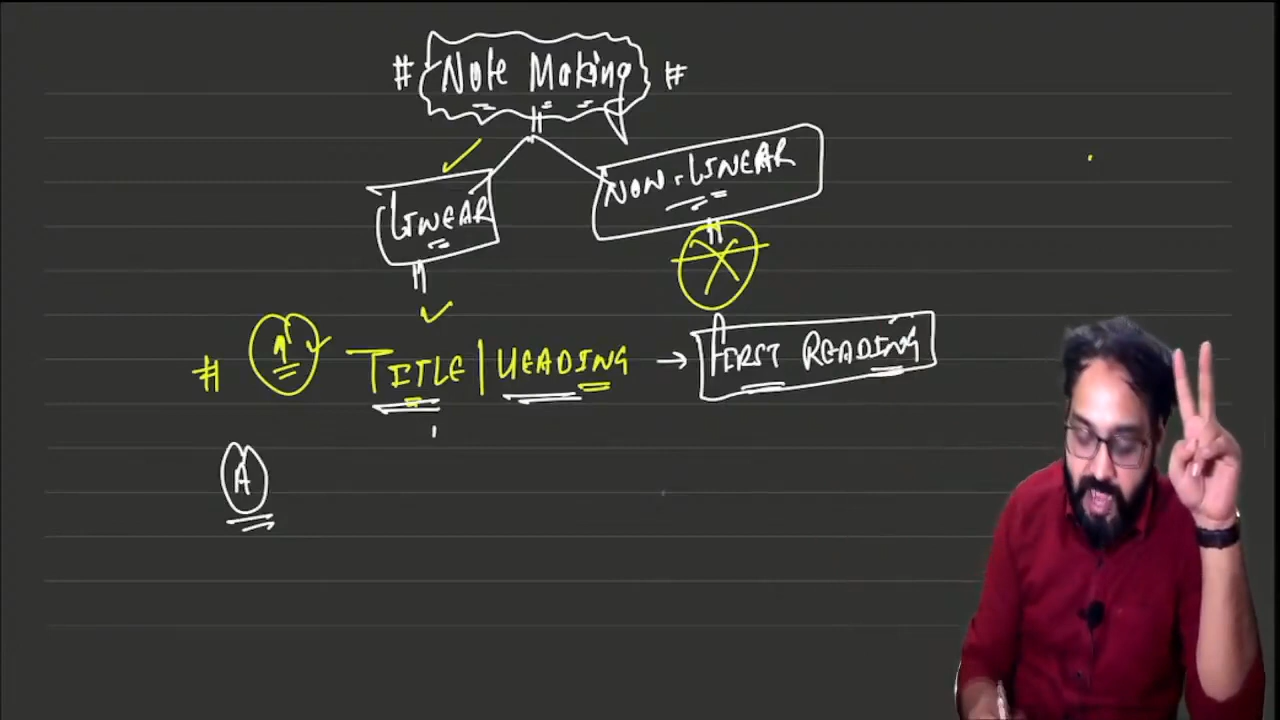 # Note Making #
LINEAR NON-LINEAR
# 1 TITLE | HEADING → FIRST READING
A